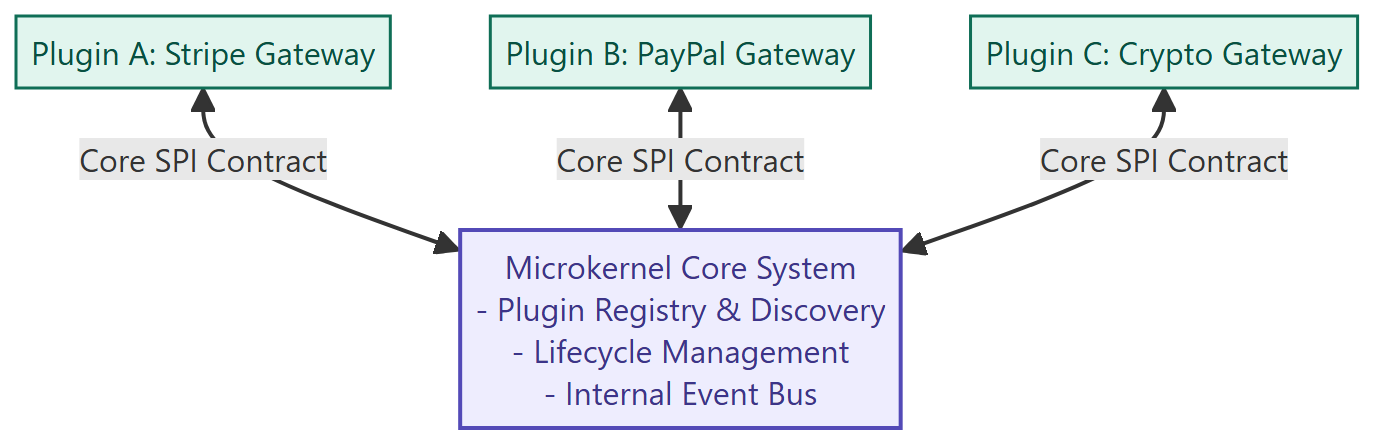 Plugin A: Stripe Gateway
Plugin B: PayPal Gateway
Plugin C: Crypto Gateway
Core SPI Contract
Core SPI Contract
Core SPI Contract
Microkernel Core System
- Plugin Registry & Discovery
- Lifecycle Management
- Internal Event Bus